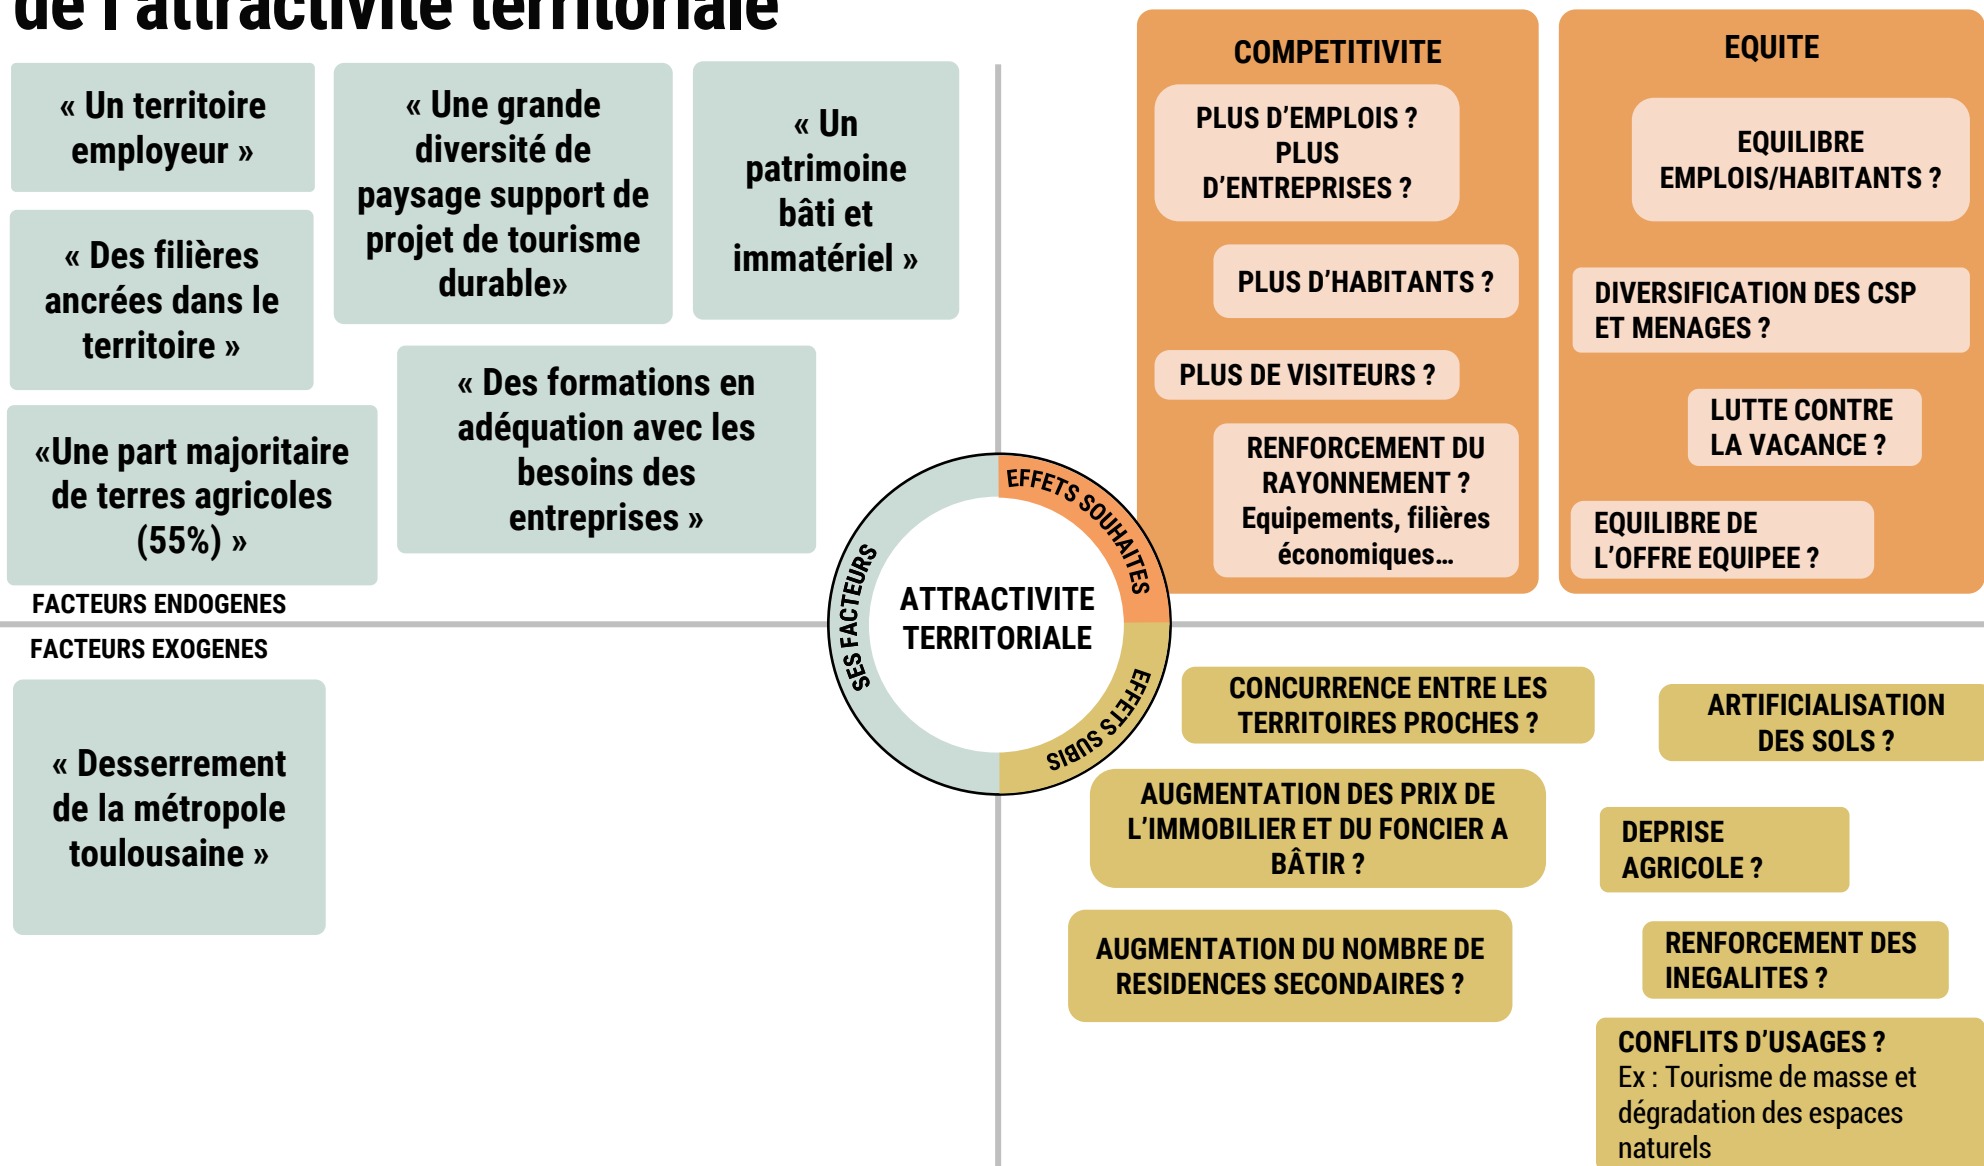 de l'attractivité territoriale
« Un territoire
employeur »
« Une grande
diversité de
paysage support de
projet de tourisme
durable»
« Un
patrimoine
bâti et
immatériel »
« Des filières
ancrées dans le
territoire »
«Une part majoritaire
de terres agricoles
(55%) »
« Des formations en
adéquation avec les
besoins des
entreprises »
FACTEURS ENDOGENES
FACTEURS EXOGENES
« Desserrement
de la métropole
toulousaine »
SES FACTEURS
EFFETS SOUHAITES
EFFETS SUBIS
ATTRACTIVITE
TERRITORIALE
COMPETITIVITE
PLUS D'EMPLOIS ?
PLUS
D'ENTREPRISES ?
PLUS D'HABITANTS ?
PLUS DE VISITEURS ?
RENFORCEMENT DU
RAYONNEMENT ?
Equipements, filières
économiques...
EQUITE
EQUILIBRE
EMPLOIS/HABITANTS ?
DIVERSIFICATION DES CSP
ET MENAGES ?
LUTTE CONTRE
LA VACANCE ?
EQUILIBRE DE
L'OFFRE EQUIPEE ?
CONCURRENCE ENTRE LES
TERRITOIRES PROCHES ?
ARTIFICIALISATION
DES SOLS ?
AUGMENTATION DES PRIX DE
L'IMMOBILIER ET DU FONCIER A
BÂTIR ?
DEPRISE
AGRICOLE ?
AUGMENTATION DU NOMBRE DE
RESIDENCES SECONDAIRES ?
RENFORCEMENT DES
INEGALITES ?
CONFLITS D'USAGES ?
Ex : Tourisme de masse et
dégradation des espaces
naturels